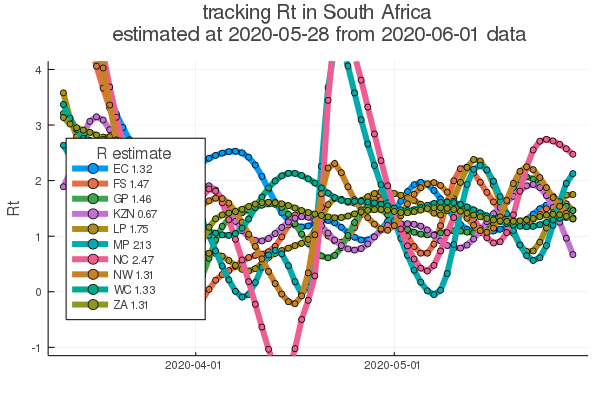 tracking Rt in South Africa
estimated at 2020-05-28 from 2020-06-01 data
4
3
2
1
0
-1
Rt
R estimate
EC 1.32
FS 1.47
GP 1.46
KZN 0.67
LP 1.75
MP 2.13
NC 2.47
NW 1.31
WC 1.33
ZA 1.31
2020-04-01
2020-05-01